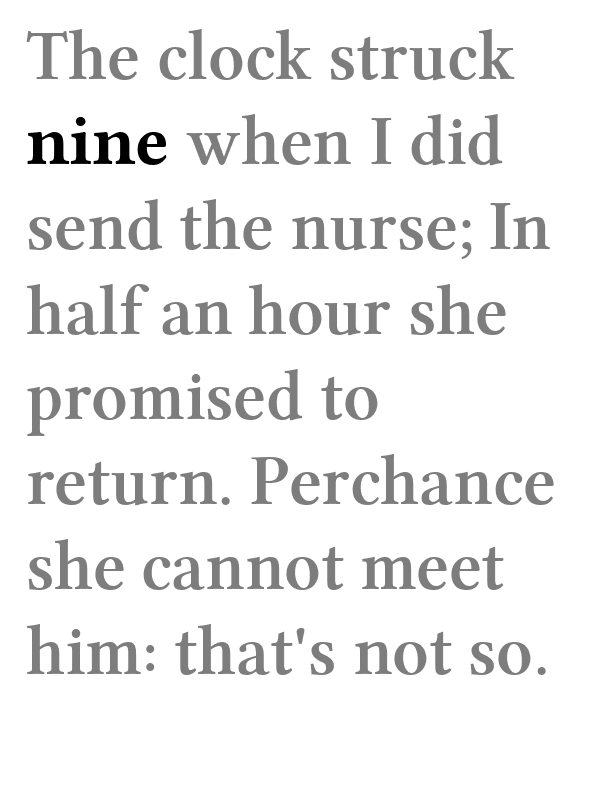 The clock struck
nine when I did
send the nurse; In
half an hour she
promised to
return. Perchance
she cannot meet
him: that's not so.